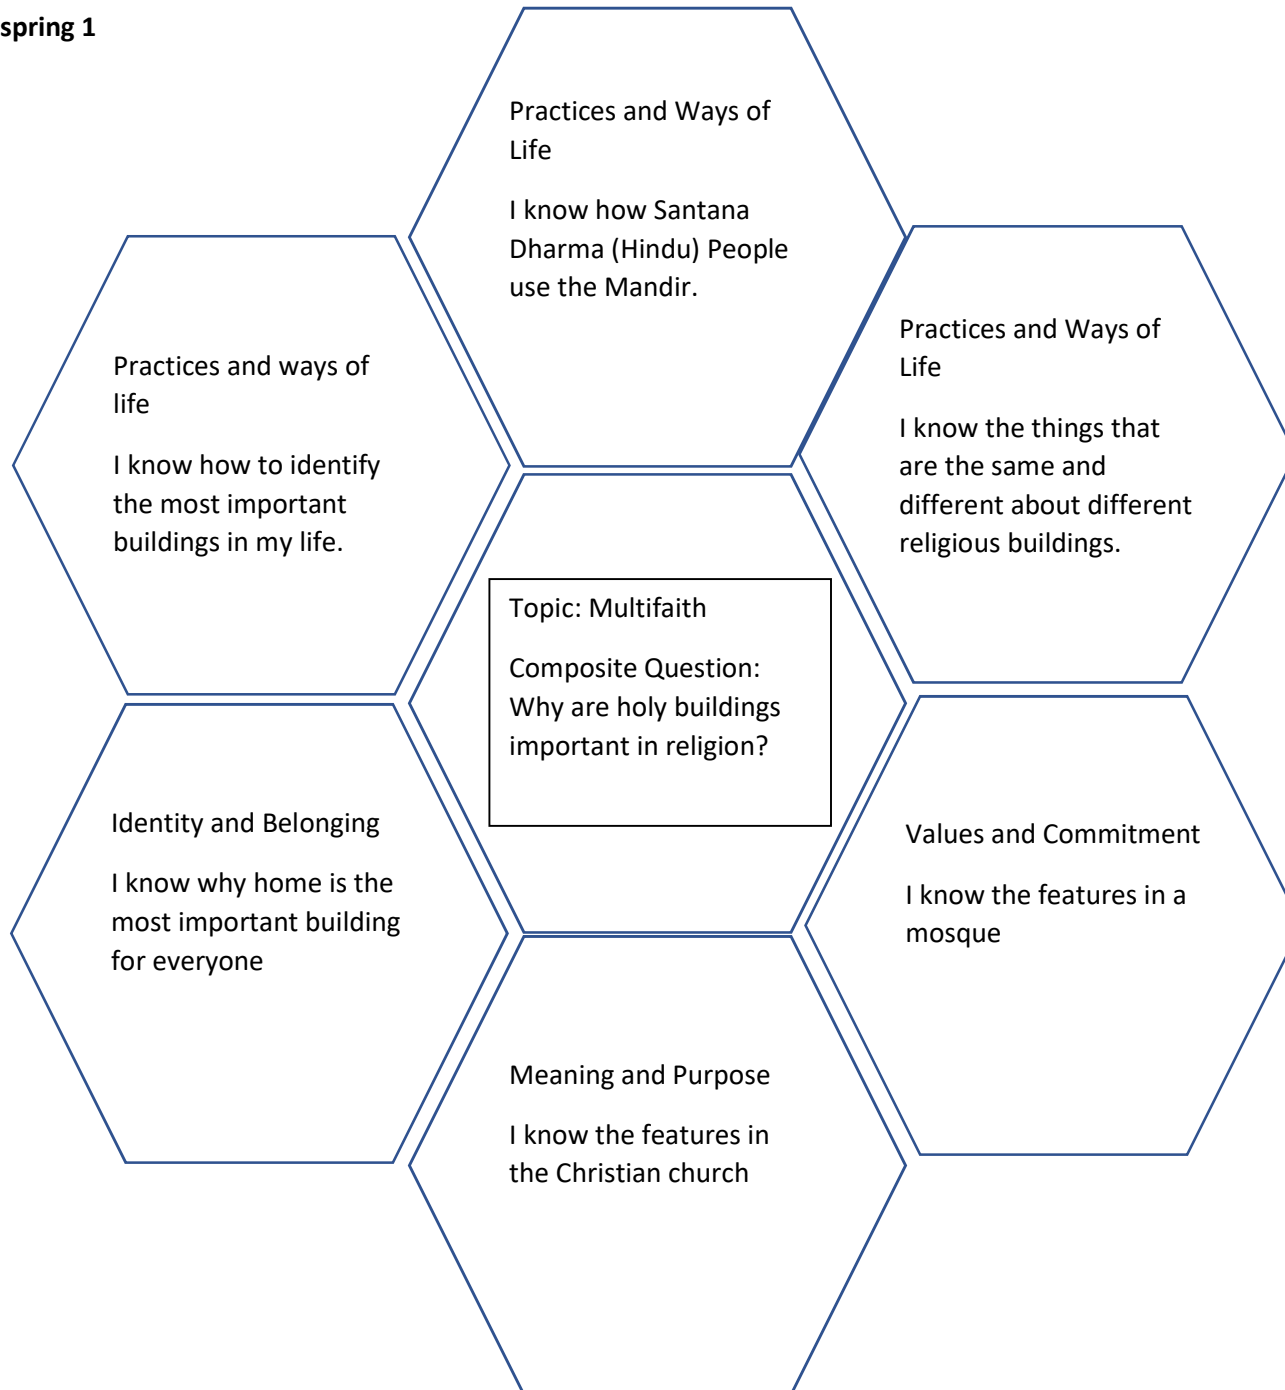 spring 1
Practices and Ways of
Life
I know how Santana
Dharma (Hindu) People
use the Mandir.
Practices and ways of
life
I know how to identify
the most important
buildings in my life.
Practices and Ways of
Life
I know the things that
are the same and
different about different
religious buildings.
Topic: Multifaith
Composite Question:
Why are holy buildings
important in religion?
Identity and Belonging
I know why home is the
most important building
for everyone
Values and Commitment
I know the features in a
mosque
Meaning and Purpose
I know the features in
the Christian church